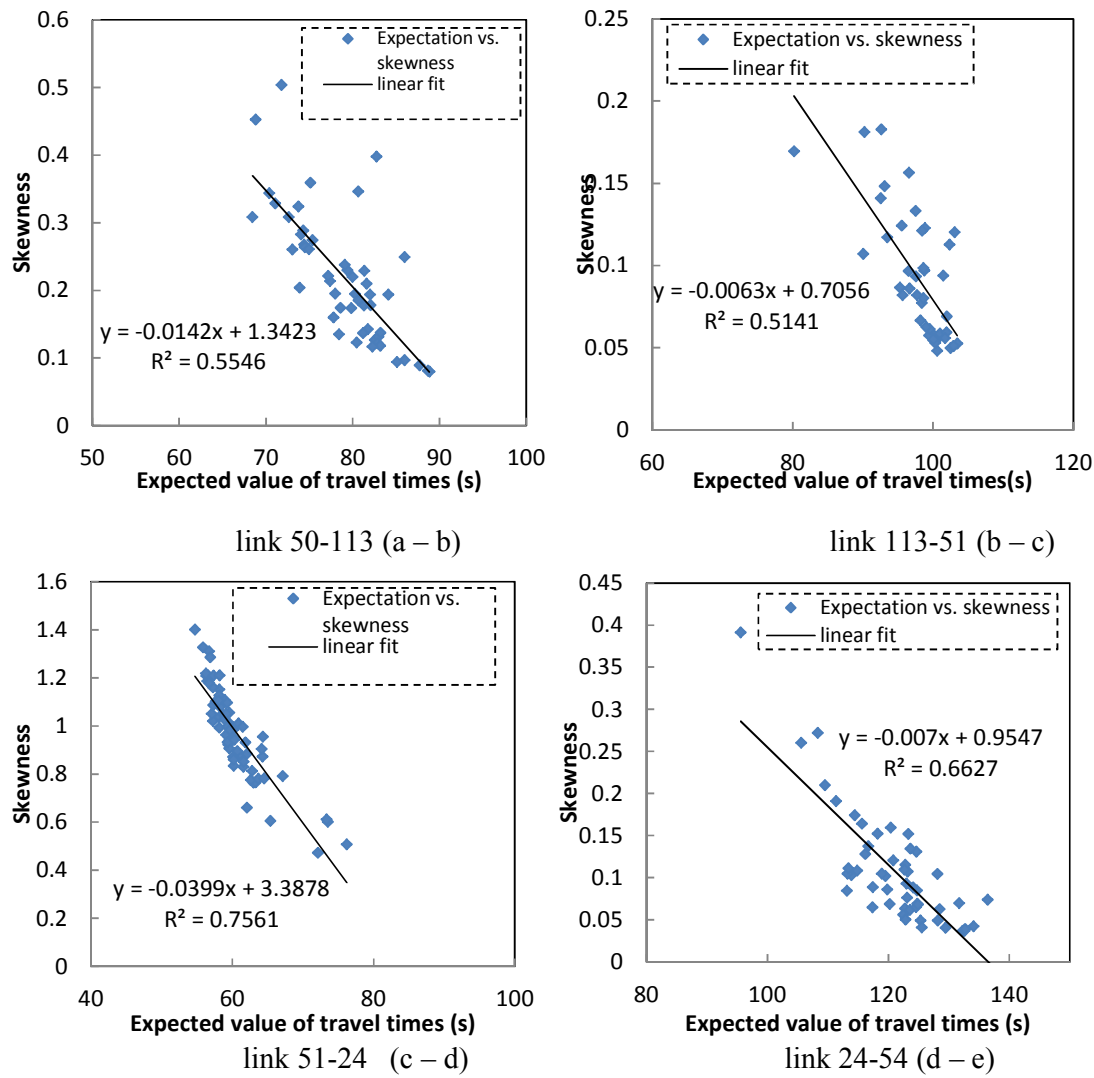 0.6
0.5
0.4
0.3
0.2
0.1
0
50
60
70
80
90
100
Skewness
Expected value of travel times (s)
Expectation vs.
skewness
linear fit
y = -0.0142x + 1.3423
R² = 0.5546
link 50-113 (a – b)
0.25
0.2
0.15
0.1
0.05
0
60
80
100
120
Skewness
Expected value of travel times(s)
Expectation vs. skewness
linear fit
y = -0.0063x + 0.7056
R² = 0.5141
link 113-51 (b – c)
1.6
1.4
1.2
1
0.8
0.6
0.4
0.2
0
40
60
80
100
Skewness
Expected value of travel times (s)
Expectation vs.
skewness
linear fit
y = -0.0399x + 3.3878
R² = 0.7561
link 51-24 (c – d)
0.45
0.4
0.35
0.3
0.25
0.2
0.15
0.1
0.05
0
100
120
140
Skewness
Expected value of travel times (s)
Expectation vs. skewness
linear fit
y = -0.007x + 0.9547
R² = 0.6627
link 24-54 (d – e)